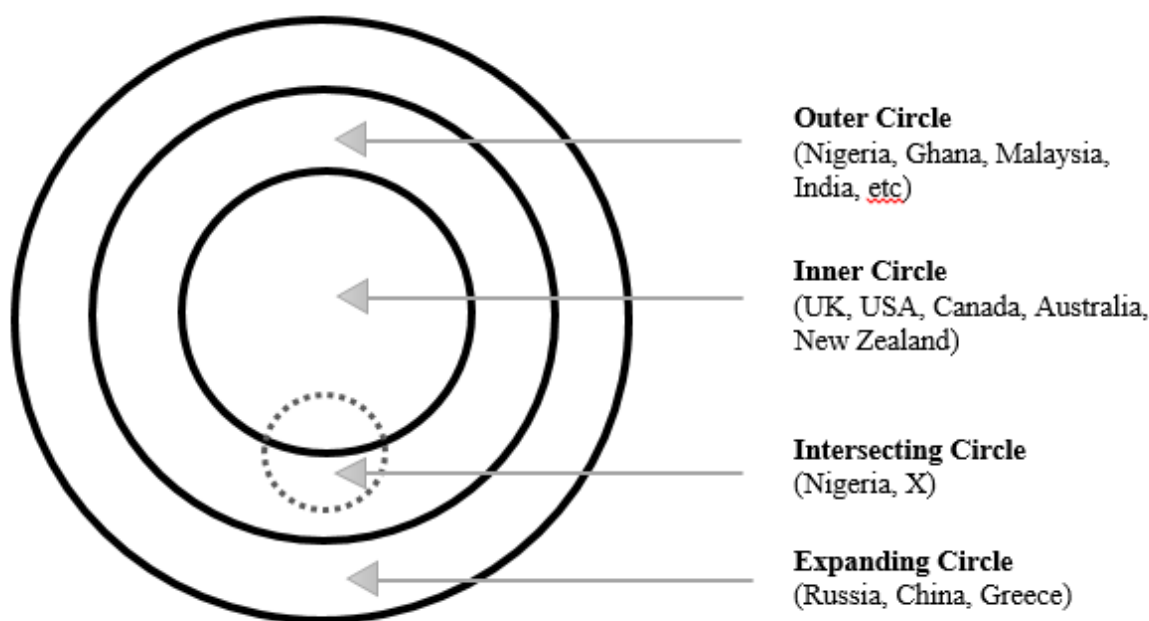 Outer Circle
(Nigeria, Ghana, Malaysia,
India, etc)
Inner Circle
(UK, USA, Canada, Australia,
New Zealand)
Intersecting Circle
(Nigeria, X)
Expanding Circle
(Russia, China, Greece)